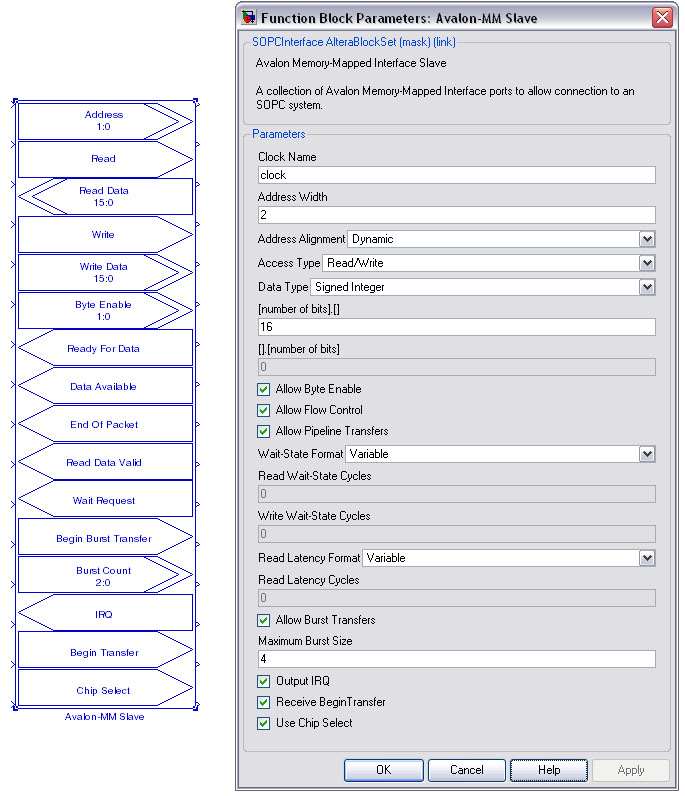 Address
1:0
Read
Read Data
15:0
Write
Write Data
15:0
Byte Enable
1:0
Ready For Data
Data Available
End Of Packet
Read Data Valid
Wait Request
Begin Burst Transfer
Burst Count
2:0
IRQ
Begin Transfer
Chip Select
Avalon-MM Slave
Function Block Parameters: Avalon-MM Slave
SOPCInterface AlteraBlockSet (mask) (link)
Avalon Memory-Mapped Interface Slave
A collection of Avalon Memory-Mapped Interface ports to allow connection to an
SOPC system.
Parameters
Clock Name
clock
Address Width
2
Address Alignment Dynamic
Access Type Read/Write
Data Type Signed Integer
[number of bits].[]
16
[].[number of bits]
0
Allow Byte Enable
Allow Flow Control
Allow Pipeline Transfers
Wait-State Format Variable
Read Wait-State Cycles
0
Write Wait-State Cycles
0
Read Latency Format Variable
Read Latency Cycles
0
Allow Burst Transfers
Maximum Burst Size
4
Output IRQ
Receive BeginTransfer
Use Chip Select
OK Cancel Help Apply